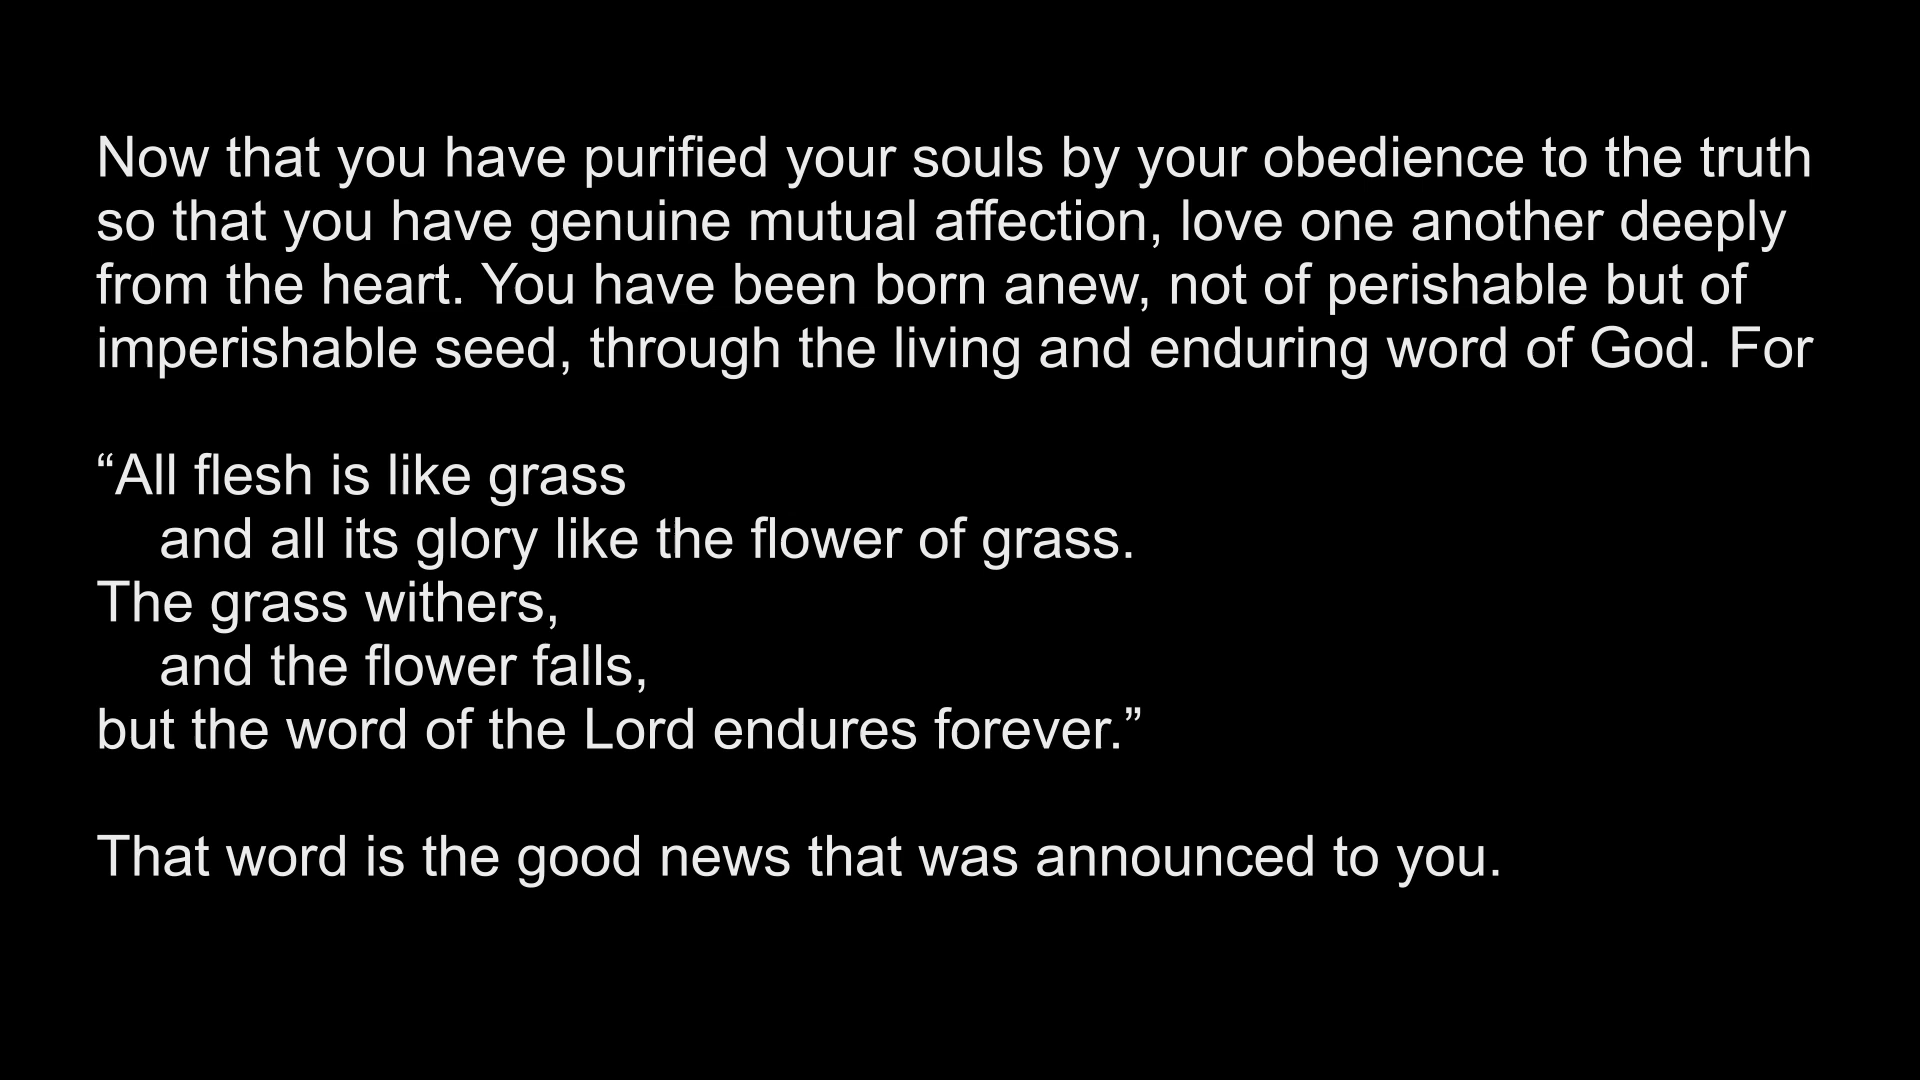 Now that you have purified your souls by your obedience to the truth
so that you have genuine mutual affection, love one another deeply
from the heart. You have been born anew, not of perishable but of
imperishable seed, through the living and enduring word of God. For
“All flesh is like grass
and all its glory like the flower of grass.
The grass withers,
and the flower falls,
but the word of the Lord endures forever.”
That word is the good news that was announced to you.